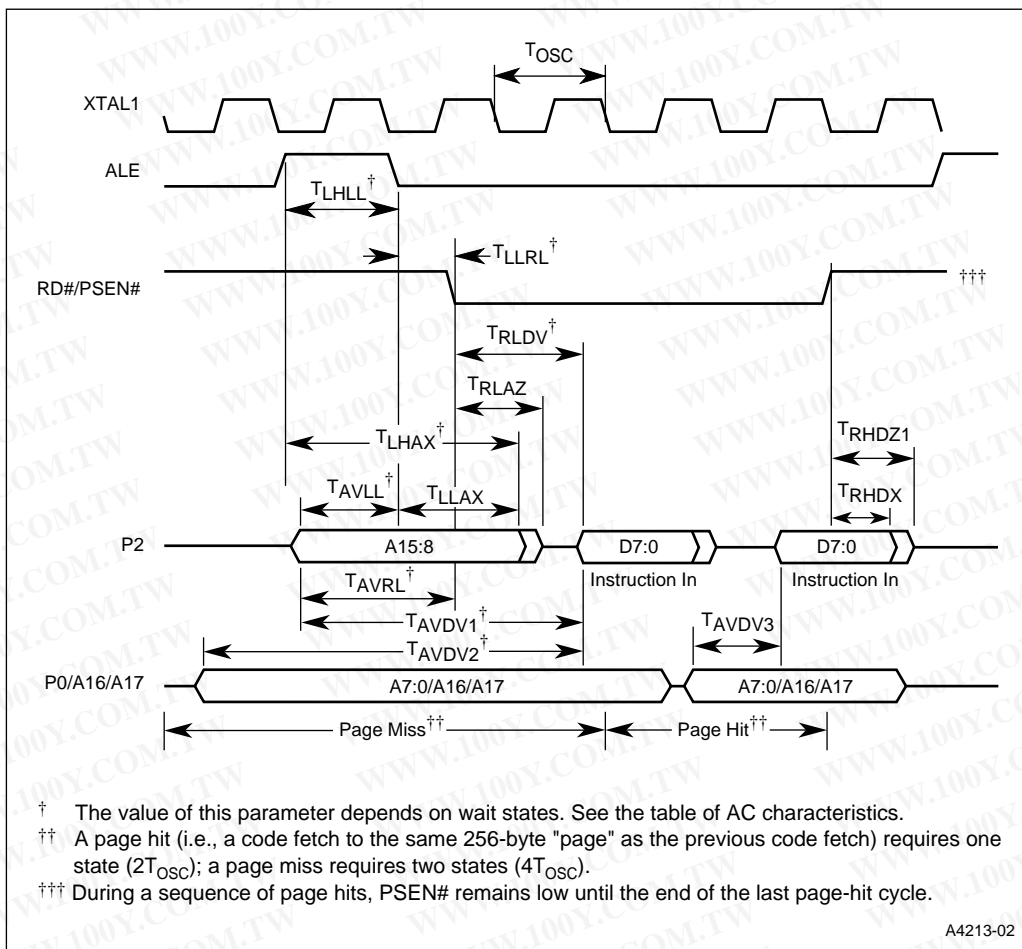 TOSC
XTAL1
ALE
TLHLL†
TLLRL†
RD#/PSEN#
†††
TRLDV†
TRLAZ
TLHAX†
TRHDZ1
TAVLL†
TLLAX
TRHDX
P2
A15:8
D7:0
D7:0
Instruction In
Instruction In
TAVRL†
TAVDV1†
TAVDV2†
TAVDV3
P0/A16/A17
A7:0/A16/A17
A7:0/A16/A17
Page Miss††
Page Hit††
† The value of this parameter depends on wait states. See the table of AC characteristics.
†† A page hit (i.e., a code fetch to the same 256-byte "page" as the previous code fetch) requires one
state (2TOSC); a page miss requires two states (4TOSC).
††† During a sequence of page hits, PSEN# remains low until the end of the last page-hit cycle.
A4213-02
WWW.100Y.COM.TW